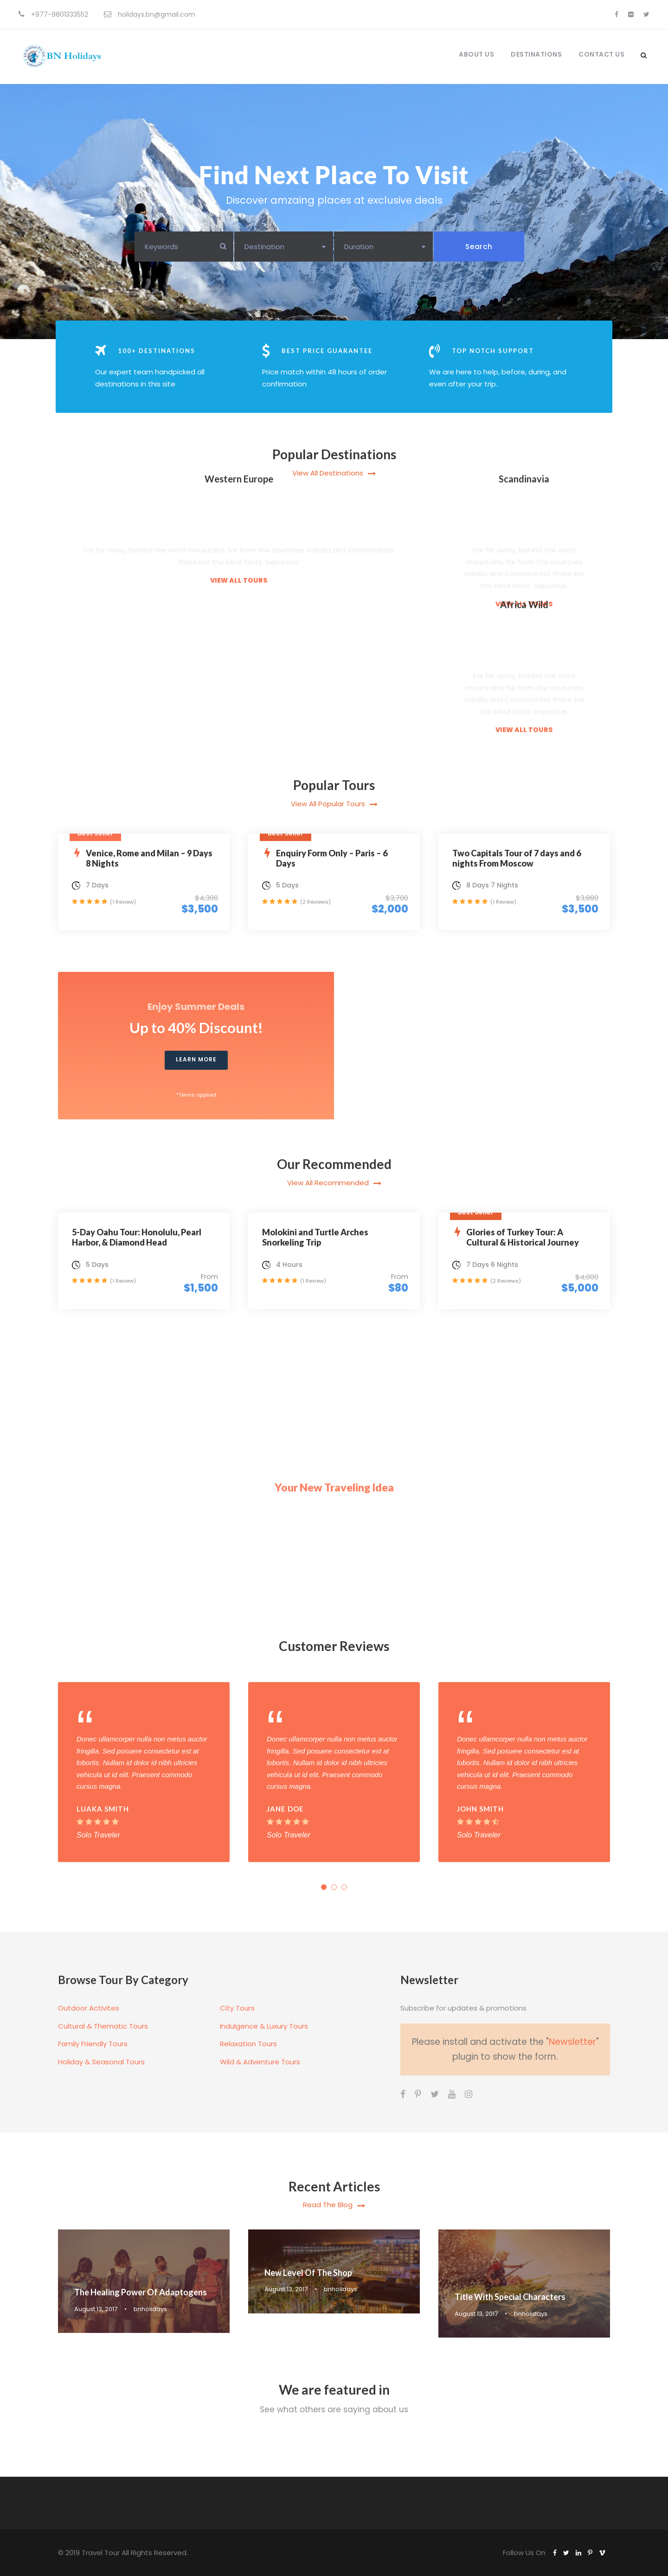 +977-9801333552
holidays.bn@gmail.com
BN Holidays
ABOUT US
DESTINATIONS
CONTACT US
Find Next Place To Visit
Discover amzaing places at exclusive deals
Keywords
Destination
Duration
Search
100+ DESTINATIONS
Our expert team handpicked all
destinations in this site
BEST PRICE GUARANTEE
Price match within 48 hours of order
confirmation
TOP NOTCH SUPPORT
We are here to help, before, during, and
even after your trip.
Popular Destinations
View All Destinations
Western Europe
Far far away, behind the word mountains, far from the countries Vokalia and Consonantia,
there live the blind texts. Separate.
VIEW ALL TOURS
Scandinavia
Far far away, behind the word
mountains, far from the countries
Vokalia and Consonantia, there live
the blind texts. Separate.
VIEW ALL TOURS
Africa Wild
Far far away, behind the word
mountains, far from the countries
Vokalia and Consonantia, there live
the blind texts. Separate.
VIEW ALL TOURS
Popular Tours
View All Popular Tours
Best Seller
Venice, Rome and Milan – 9 Days
8 Nights
7 Days
(1 Review)
$4,300
$3,500
Best Seller
Enquiry Form Only – Paris – 6
Days
5 Days
(2 Reviews)
$3,700
$2,000
Two Capitals Tour of 7 days and 6
nights From Moscow
8 Days 7 Nights
(1 Review)
$3,500
Enjoy Summer Deals
Up to 40% Discount!
LEARN MORE
*Terms applied
Our Recommended
View All Recommended
5-Day Oahu Tour: Honolulu, Pearl
Harbor, & Diamond Head
5 Days
(1 Review)
From
$1,500
Molokini and Turtle Arches
Snorkeling Trip
4 Hours
(1 Review)
From
$80
Best Seller
Glories of Turkey Tour: A
Cultural & Historical Journey
7 Days 6 Nights
(2 Reviews)
$5,000
Your New Traveling Idea
Customer Reviews
“
Donec ullamcorper nulla non metus auctor
fringilla. Sed posuere consectetur est at
lobortis. Nullam id dolor id nibh ultricies
vehicula ut id elit. Praesent commodo
cursus magna.
LUAKA SMITH
Solo Traveler
“
Donec ullamcorper nulla non metus auctor
fringilla. Sed posuere consectetur est at
lobortis. Nullam id dolor id nibh ultricies
vehicula ut id elit. Praesent commodo
cursus magna.
JANE DOE
Solo Traveler
“
Donec ullamcorper nulla non metus auctor
fringilla. Sed posuere consectetur est at
lobortis. Nullam id dolor id nibh ultricies
vehicula ut id elit. Praesent commodo
cursus magna.
JOHN SMITH
Solo Traveler
Browse Tour By Category
Outdoor Activites
Cultural & Thematic Tours
Family Friendly Tours
Holiday & Seasonal Tours
City Tours
Indulgence & Luxury Tours
Relaxation Tours
Wild & Adventure Tours
Newsletter
Subscribe for updates & promotions
Please install and activate the "Newsletter"
plugin to show the form.
Recent Articles
Read The Blog
The Healing Power Of Adaptogens
August 13, 2017 • bnholidays
New Level Of The Shop
August 13, 2017 • bnholidays
Title With Special Characters
August 13, 2017 • bnholidays
We are featured in
See what others are saying about us
© 2019 Travel Tour All Rights Reserved.
Follow Us On